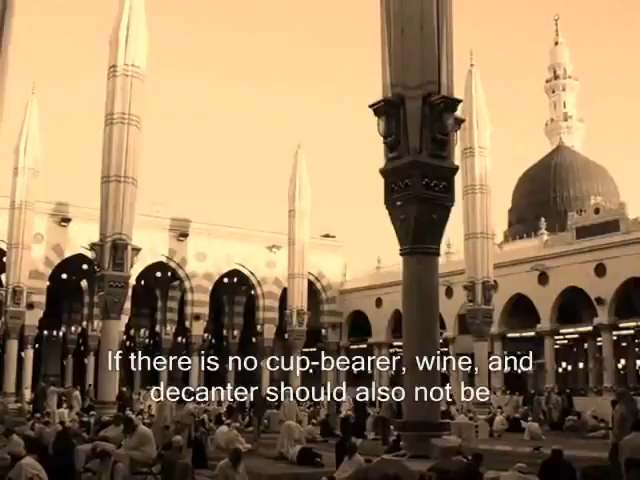 If there is no cup-bearer, wine, and
decanter should also not be